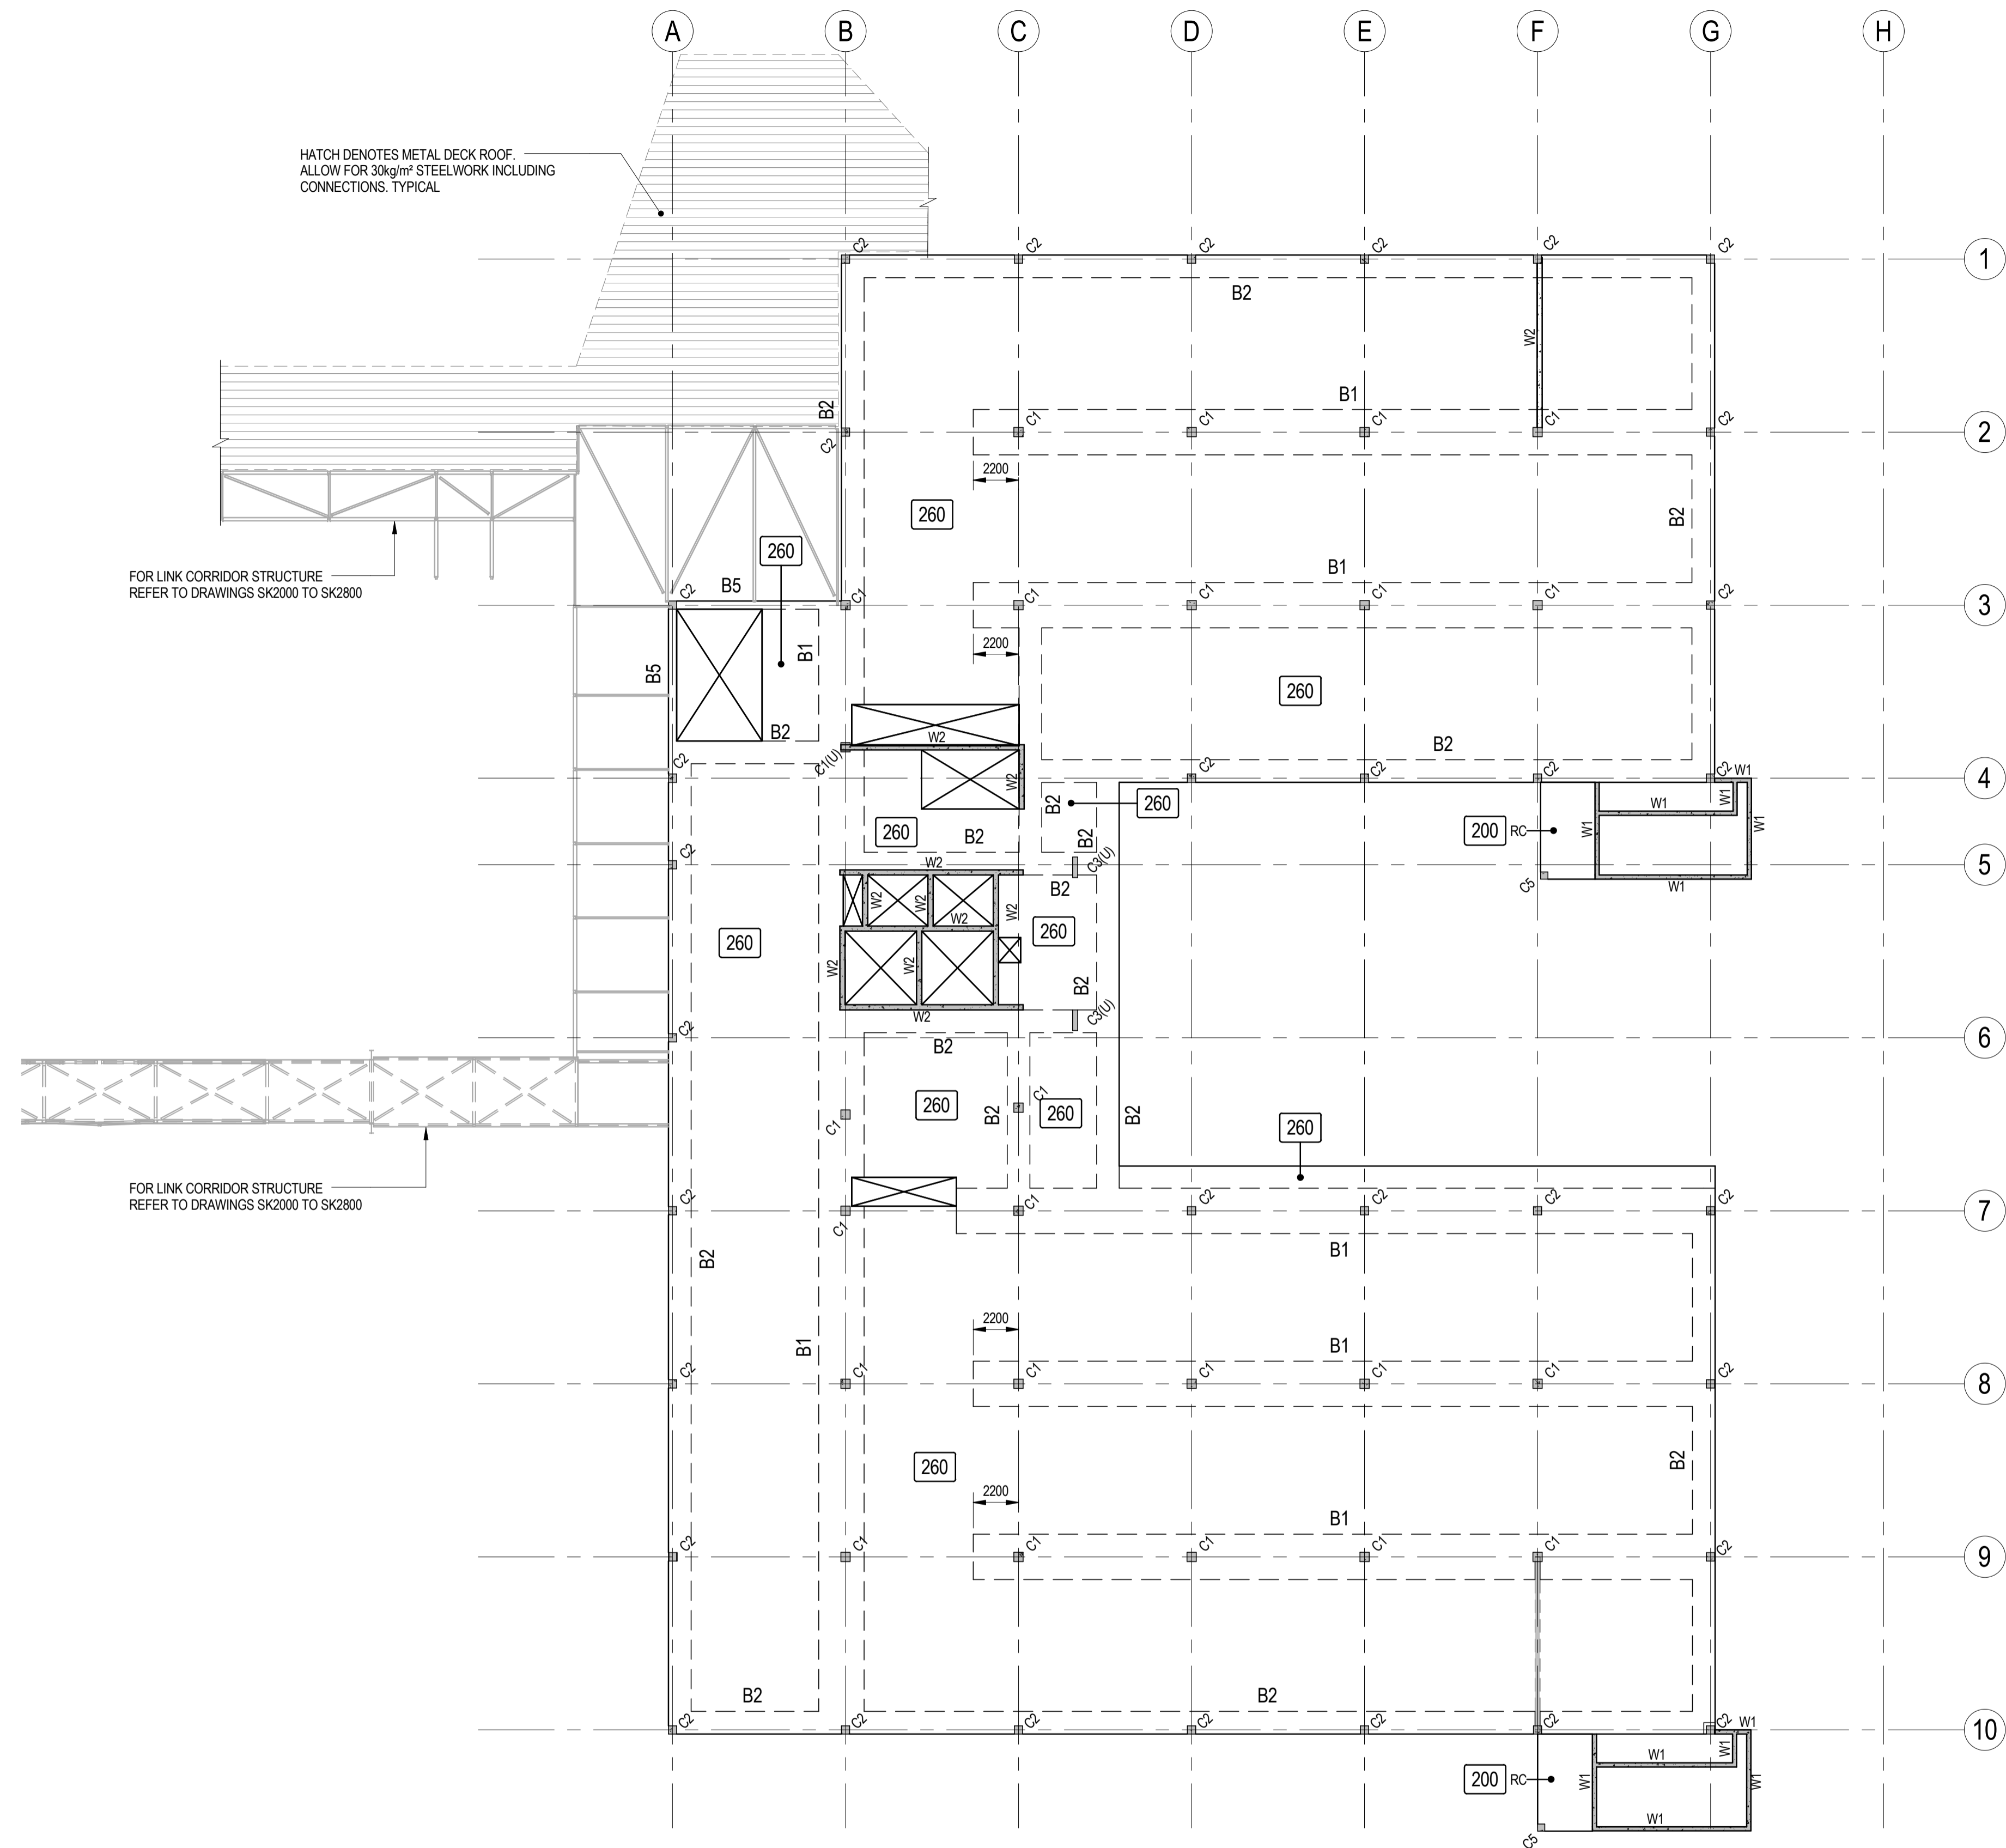 A B C D E F G H
HATCH DENOTES METAL DECK ROOF.
ALLOW FOR 30kg/m² STEELWORK INCLUDING
CONNECTIONS. TYPICAL
C2 C2 C2 C2 C2 C2
1
B2
W2
B1
B2
C2 C1 C1 C1 C1 C2
2
2200
260
B2
260
FOR LINK CORRIDOR STRUCTURE
REFER TO DRAWINGS SK2000 TO SK2800
B5
B1
C2 C1 C1 C1 C1 C1 C2
3
B1
2200
B5
260
B2
W2
B2
C1(U)
C2 W2 C2 C2 C2 C2 W1
4
B2
260
W1
W1
260
B2
B2
200 RC
W1
W1
C2
W2
C3(U)
5
B2
C5
W1
W2
W2
W2
W2
260
260
W2
W2
B2
W2
C3(U)
C2
6
B2
260
B2
C1
260
B2
C1
260
FOR LINK CORRIDOR STRUCTURE
REFER TO DRAWINGS SK2000 TO SK2800
C2 C1 C1 C2 C2 C2 C2
7
B2
B1
2200
B1
B1
C2 C1 C1 C1 C1 C1 C2
8
260
B2
2200
B1
C2 C1 C1 C1 C1 C1 C2
9
B2
B2
C2 C2 C2 C2 C2 C2 C2 W1
10
W1
W1
200 RC
W1
W1
W1
C5